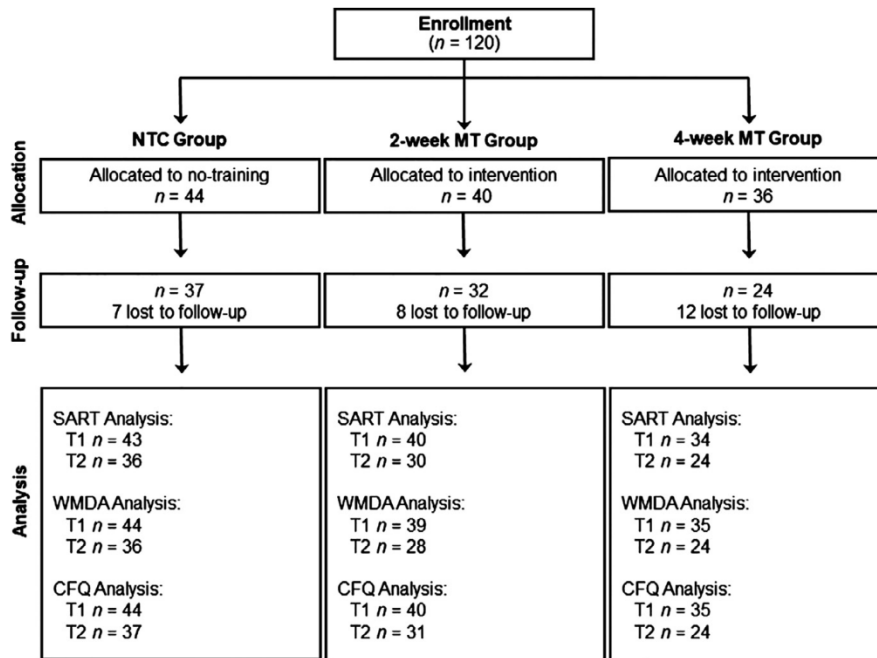 Enrollment
(n = 120)
NTC Group
2-week MT Group
4-week MT Group
Allocation
Allocated to no-training
n = 44
Allocated to intervention
n = 40
Allocated to intervention
n = 36
Follow-up
n = 37
7 lost to follow-up
n = 32
8 lost to follow-up
n = 24
12 lost to follow-up
Analysis
SART Analysis:
T1 n = 43
T2 n = 36
WMDA Analysis:
T1 n = 44
T2 n = 36
CFQ Analysis:
T1 n = 44
T2 n = 37
SART Analysis:
T1 n = 40
T2 n = 30
WMDA Analysis:
T1 n = 39
T2 n = 28
CFQ Analysis:
T1 n = 40
T2 n = 31
SART Analysis:
T1 n = 34
T2 n = 24
WMDA Analysis:
T1 n = 35
T2 n = 24
CFQ Analysis:
T1 n = 35
T2 n = 24